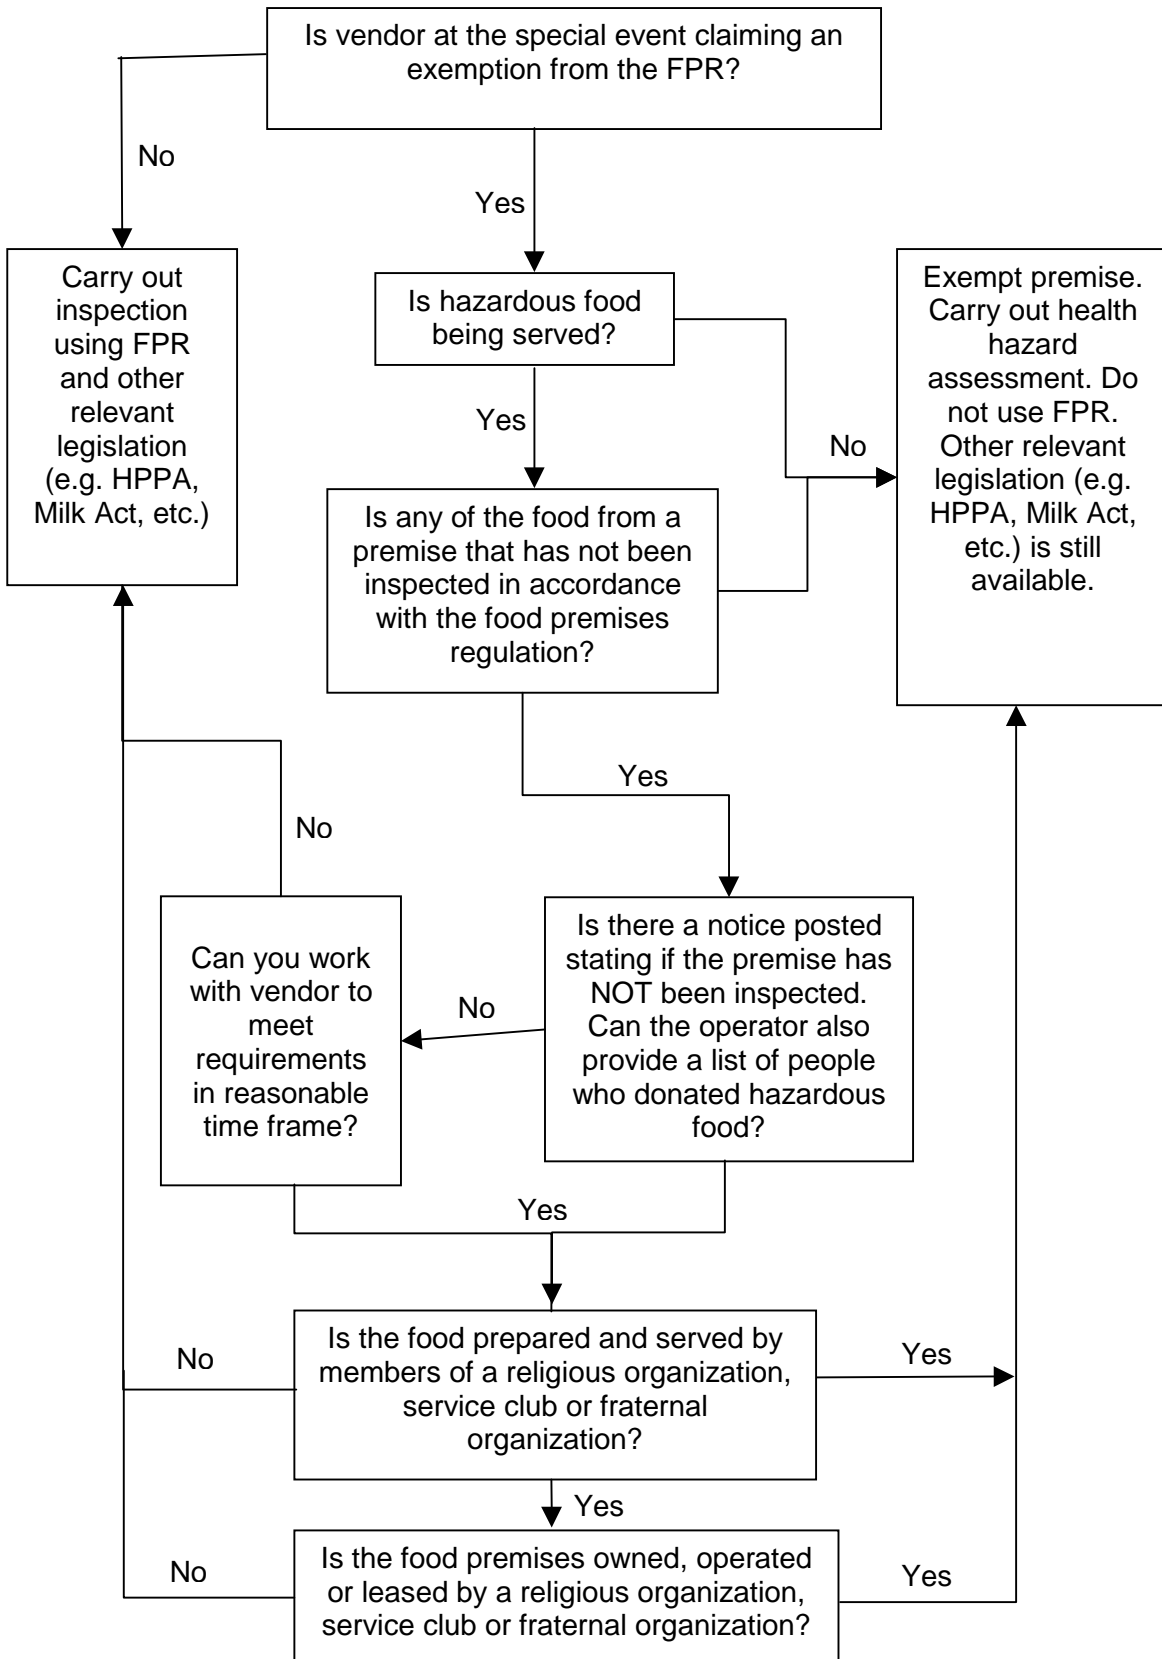 Is vendor at the special event claiming an
exemption from the FPR?
No
Yes
Carry out
inspection
using FPR
and other
relevant
legislation
(e.g. HPPA,
Milk Act, etc.)
Is hazardous food
being served?
Exempt premise.
Carry out health
hazard
assessment. Do
not use FPR.
Other relevant
legislation (e.g.
HPPA, Milk Act,
etc.) is still
available.
Yes
No
Is any of the food from a
premise that has not been
inspected in accordance
with the food premises
regulation?
Yes
No
Can you work
with vendor to
meet
requirements
in reasonable
time frame?
No
Is there a notice posted
stating if the premise has
NOT been inspected.
Can the operator also
provide a list of people
who donated hazardous
food?
Yes
Is the food prepared and served by
members of a religious organization,
service club or fraternal
organization?
No
Yes
Yes
Is the food premises owned, operated
or leased by a religious organization,
service club or fraternal organization?
No
Yes